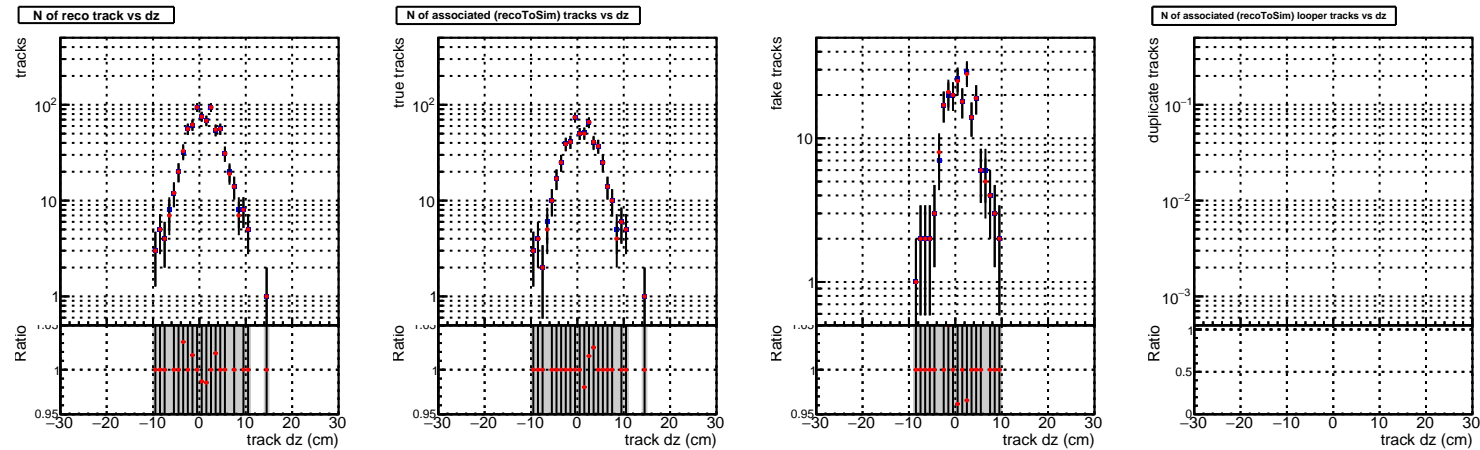 N of reco track vs dz
tracks
10²
10
1
Ratio
1.05
1
0.95
−30 −20 −10 0 10 20 30
track dz (cm)
N of associated (recoToSim) tracks vs dz
true tracks
10²
10
1
Ratio
1.05
1
0.95
−30 −20 −10 0 10 20 30
track dz (cm)
fake tracks
10
1
Ratio
1.05
1
0.95
−30 −20 −10 0 10 20 30
track dz (cm)
N of associated (recoToSim) looper tracks vs dz
duplicate tracks
10⁻¹
10⁻²
10⁻³
Ratio
1
0.5
0
−30 −20 −10 0 10 20 30
track dz (cm)